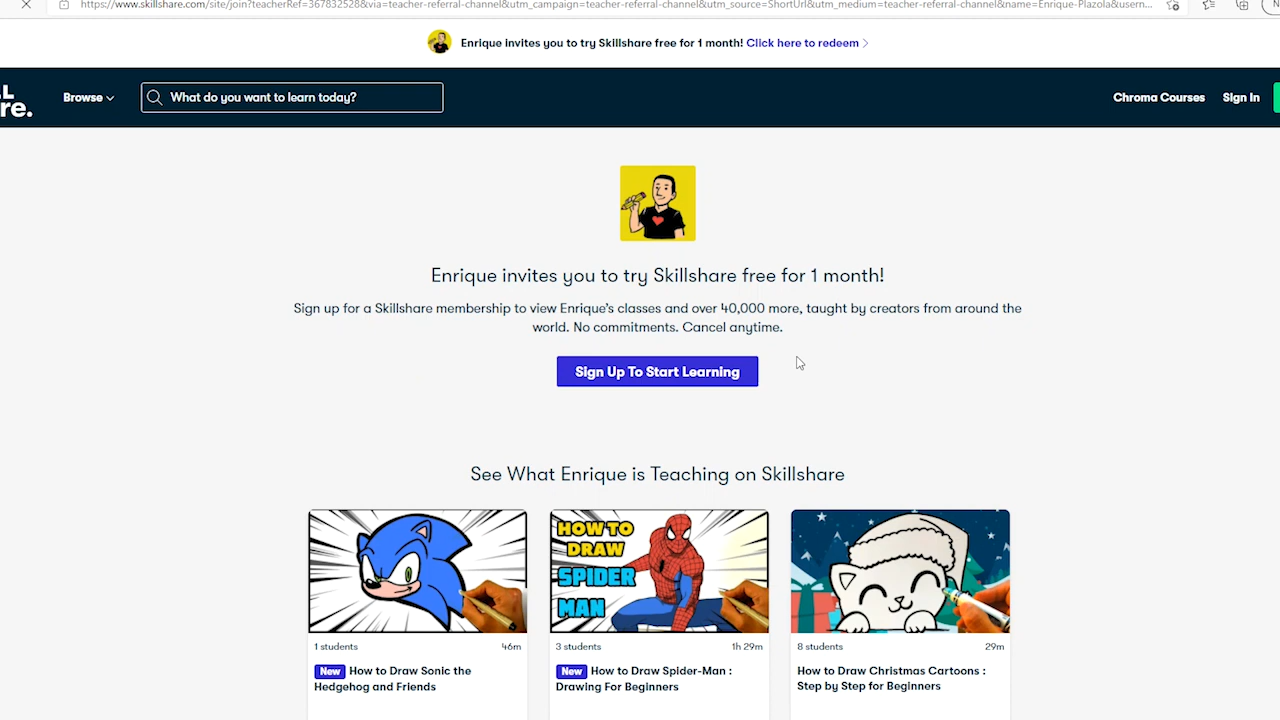 https://www.skillshare.com/site/join?teacherRef=367832528&via=teacher-referral-channel&utm_campaign=teacher-referral-channel&utm_source=ShortUrl&utm_medium=teacher-referral-channel&name=Enrique-Plazola&usern...
Enrique invites you to try Skillshare free for 1 month! Click here to redeem
re.
Browse
What do you want to learn today?
Chroma Courses
Sign In
Enrique invites you to try Skillshare free for 1 month!
Sign up for a Skillshare membership to view Enrique's classes and over 40,000 more, taught by creators from around the
world. No commitments. Cancel anytime.
Sign Up To Start Learning
See What Enrique is Teaching on Skillshare
HOW TO
DRAW
SPIDER
MAN
1 students
46m
New How to Draw Sonic the
Hedgehog and Friends
3 students
1h 29m
New How to Draw Spider-Man :
Drawing For Beginners
8 students
29m
How to Draw Christmas Cartoons :
Step by Step for Beginners